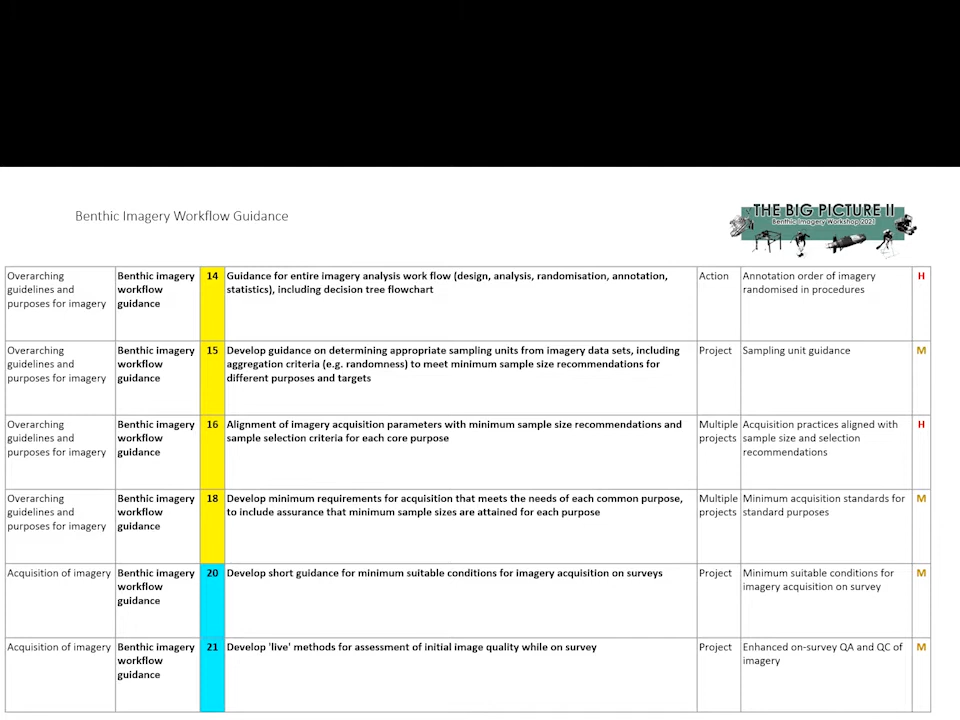 Benthic Imagery Workflow Guidance
THE BIG PICTURE II
Benthic Imagery Workshop 2021
Overarching guidelines and purposes for imagery
Benthic imagery workflow guidance
14
Guidance for entire imagery analysis work flow (design, analysis, randomisation, annotation,
statistics), including decision tree flowchart
Action
Annotation order of imagery
randomised in procedures
H
Overarching
guidelines and
purposes for imagery
Benthic imagery
workflow
guidance
15
Develop guidance on determining appropriate sampling units from imagery data sets, including
aggregation criteria (e.g. randomness) to meet minimum sample size recommendations for
different purposes and targets
Project
Sampling unit guidance
M
Overarching
guidelines and
purposes for imagery
Benthic imagery
workflow
guidance
16
Alignment of imagery acquisition parameters with minimum sample size recommendations and
sample selection criteria for each core purpose
Multiple
projects
Acquisition practices aligned with
sample size and selection
recommendations
H
Overarching
guidelines and
purposes for imagery
Benthic imagery
workflow
guidance
18
Develop minimum requirements for acquisition that meets the needs of each common purpose,
to include assurance that minimum sample sizes are attained for each purpose
Multiple
projects
Minimum acquisition standards for
standard purposes
M
Acquisition of imagery
Benthic imagery
workflow
guidance
20
Develop short guidance for minimum suitable conditions for imagery acquisition on surveys
Project
Minimum suitable conditions for
imagery acquisition on survey
M
Acquisition of imagery
Benthic imagery
workflow
guidance
21
Develop 'live' methods for assessment of initial image quality while on survey
Project
Enhanced on-survey QA and QC of
imagery
M